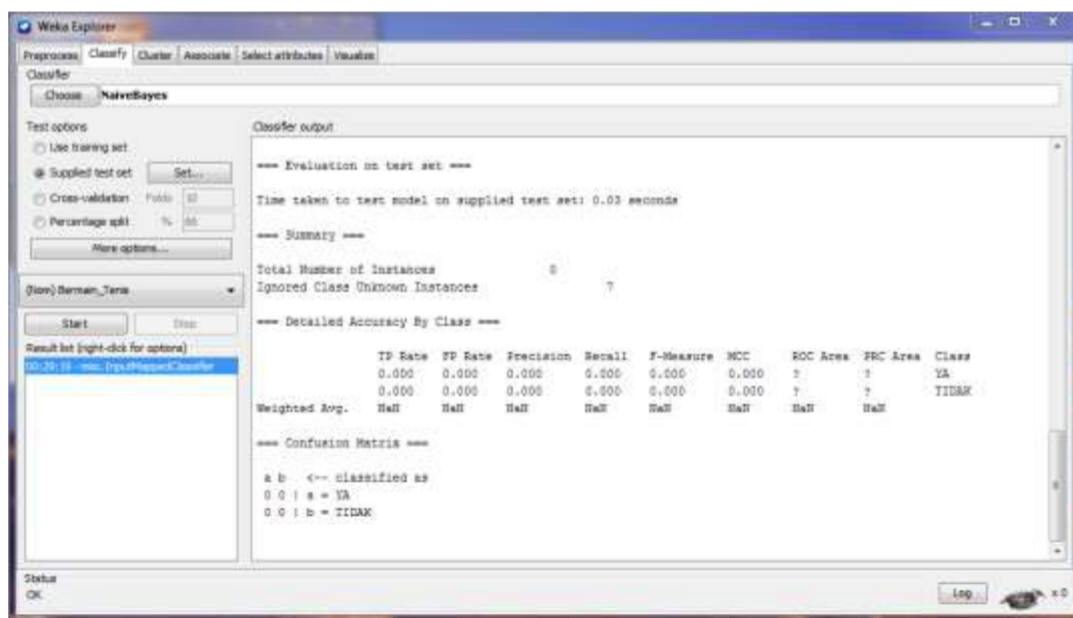 Weka Explorer
Preprocess Classify Cluster Associate Select attributes Visualize
Classifier
Choose NaiveBayes
Test options
Use training set
Supplied test set Set...
Cross-validation Folds 10
Percentage split % 66
More options...
(Nom) Bermain_Tenis
Start Stop
Result list (right-click for options)
00:29:16 - misc.InputMappedClassifier
Classifier output
=== Evaluation on test set ===
Time taken to test model on supplied test set: 0.03 seconds
=== Summary ===
Total Number of Instances 0
Ignored Class Unknown Instances 7
=== Detailed Accuracy By Class ===
TP Rate FP Rate Precision Recall F-Measure MCC ROC Area PRC Area Class
0.000 0.000 0.000 0.000 0.000 0.000 ? ? YA
0.000 0.000 0.000 0.000 0.000 0.000 ? ? TIDAK
Weighted Avg. NaN NaN NaN NaN NaN NaN NaN NaN
=== Confusion Matrix ===
a b <-- classified as
0 0 | a = YA
0 0 | b = TIDAK
Status
OK
Log x 0